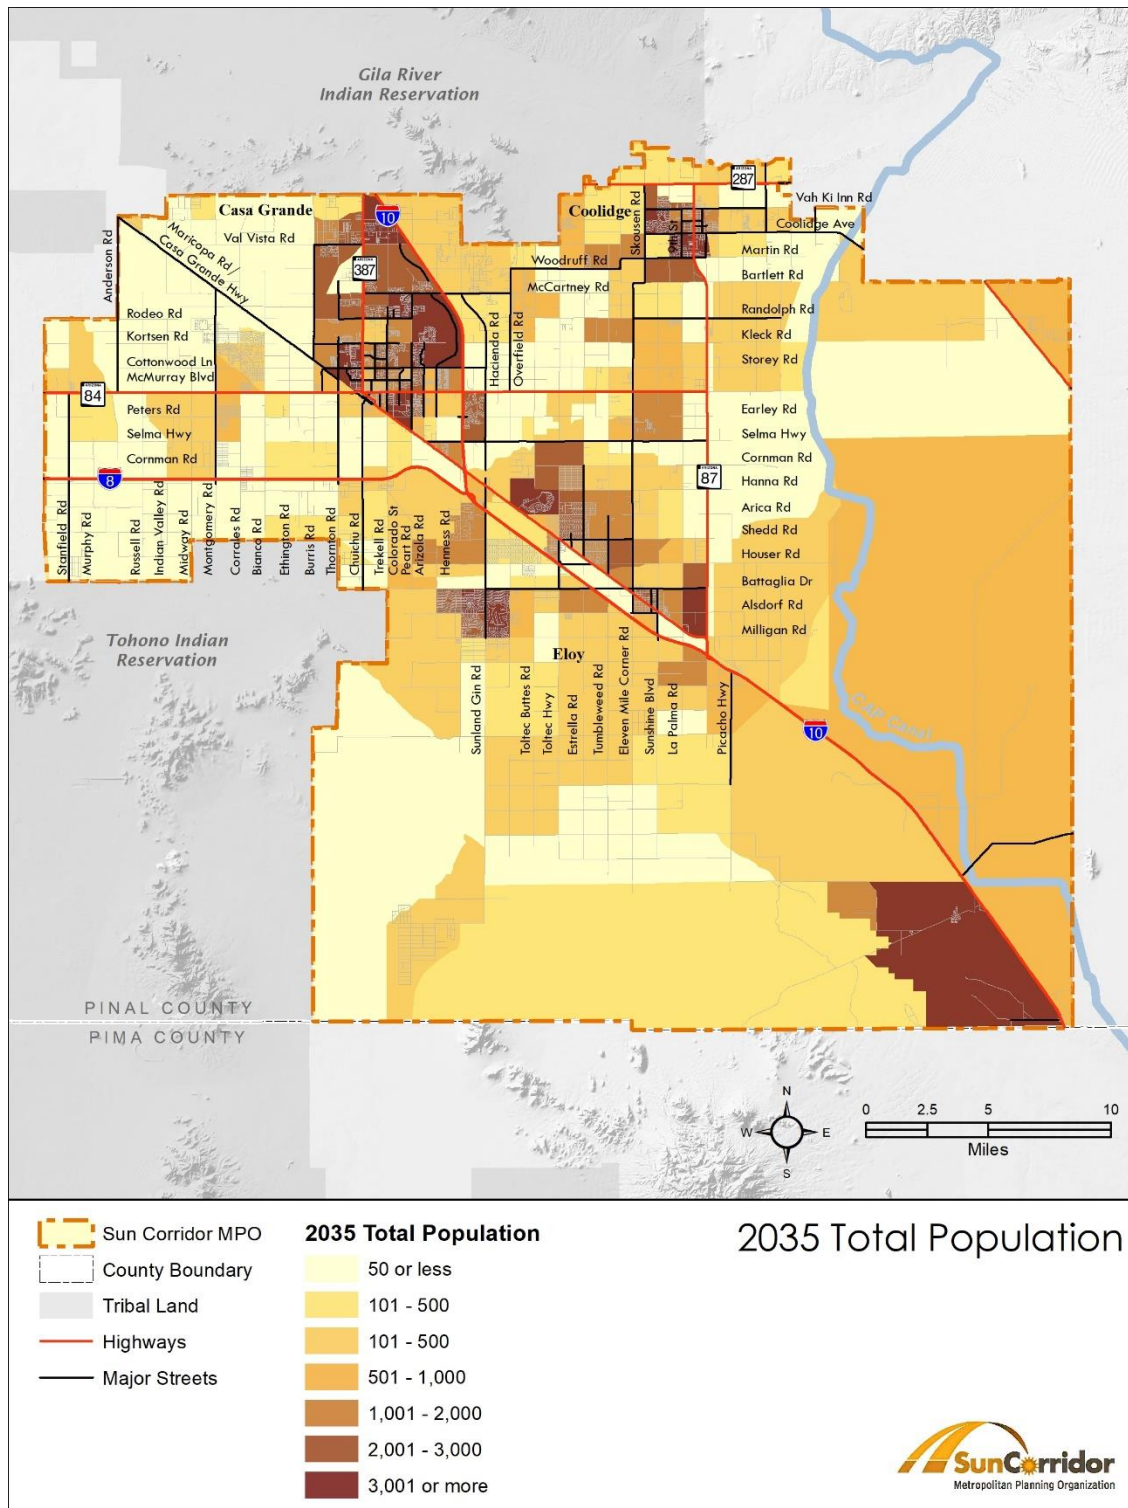 Gila River
Indian Reservation
287
Vah Ki Inn Rd
Casa Grande
10
Coolidge
Skousen Rd
9th St
Coolidge Ave
Val Vista Rd
Maricopa Rd /
Casa Grande Hwy
Anderson Rd
387
Woodruff Rd
Martin Rd
McCartney Rd
Bartlett Rd
Rodeo Rd
Hacienda Rd
Overfield Rd
Randolph Rd
Kortsen Rd
Kleck Rd
Cottonwood Ln
Storey Rd
McMurray Blvd
84
Peters Rd
Earley Rd
Selma Hwy
Selma Hwy
Cornman Rd
Cornman Rd
8
87
Hanna Rd
Arica Rd
Stanfield Rd
Murphy Rd
Russell Rd
Indian Valley Rd
Midway Rd
Montgomery Rd
Corrales Rd
Bianco Rd
Ethington Rd
Burris Rd
Thornton Rd
Chuichu Rd
Trekell Rd
Colorado St
Peart Rd
Arizola Rd
Henness Rd
Shedd Rd
Houser Rd
Battaglia Dr
Alsdorf Rd
Milligan Rd
Tohono Indian
Reservation
Eloy
Sunland Gin Rd
Toltec Buttes Rd
Toltec Hwy
Estrella Rd
Tumbleweed Rd
Eleven Mile Corner Rd
Sunshine Blvd
La Palma Rd
Picacho Hwy
10
CAP Canal
PINAL COUNTY
PIMA COUNTY
N
W E
S
0 2.5 5 10
Miles
2035 Total Population
Sun Corridor MPO
County Boundary
Tribal Land
Highways
Major Streets
2035 Total Population
50 or less
101 - 500
101 - 500
501 - 1,000
1,001 - 2,000
2,001 - 3,000
3,001 or more
SunCorridor
Metropolitan Planning Organization